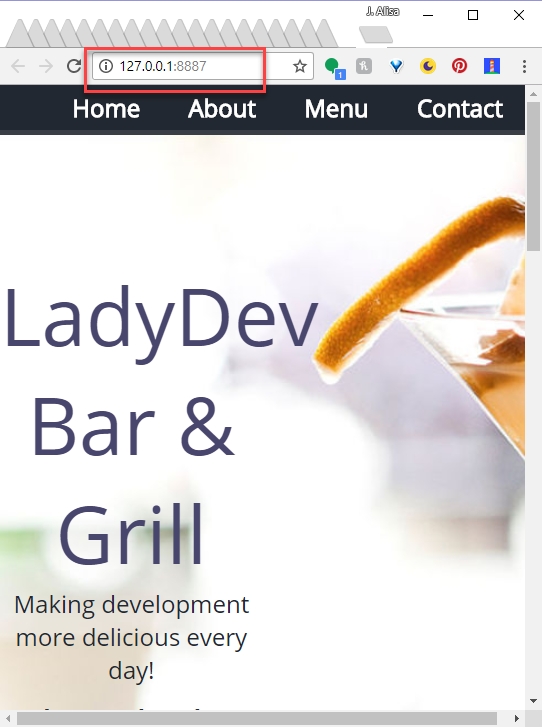 J. Alisa
127.0.0.1:8887
1
Home About Menu Contact
LadyDev
Bar &
Grill
Making development
more delicious every
day!